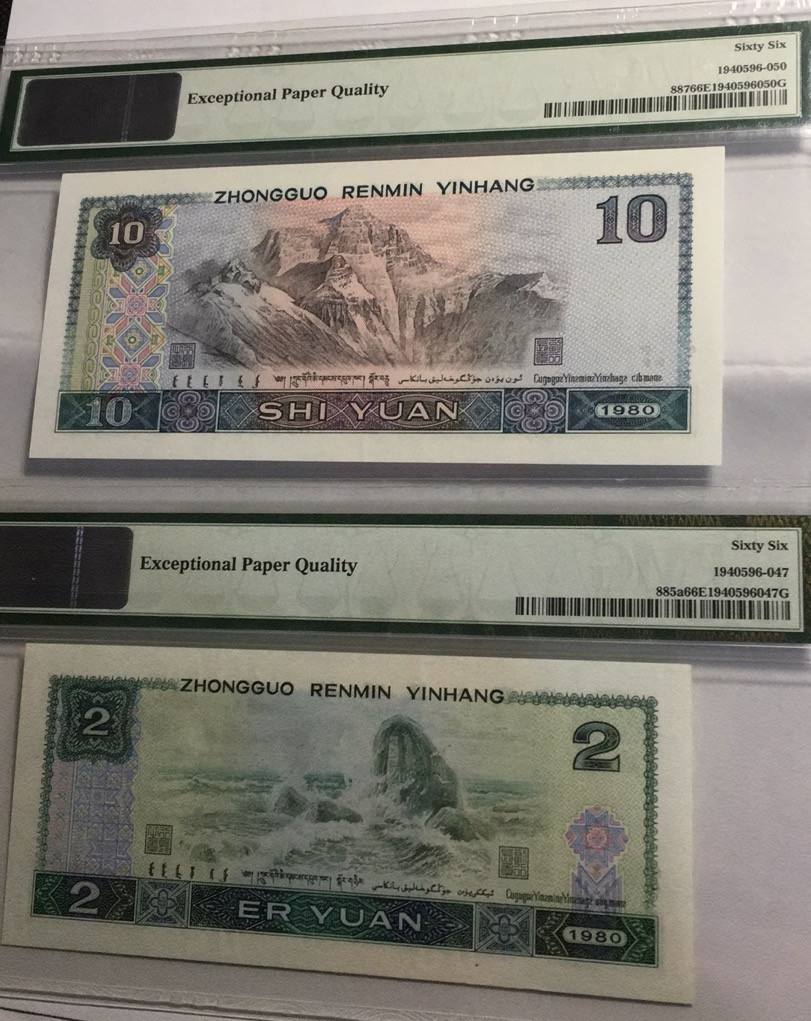 Sixty Six
Exceptional Paper Quality
1940596-050
88766E1940596050G
ZHONGGUO RENMIN YINHANG
10
10
10
SHI YUAN
1980
Sixty Six
Exceptional Paper Quality
1940596-047
885a66E1940596047G
ZHONGGUO RENMIN YINHANG
2
2
2
ER YUAN
1980